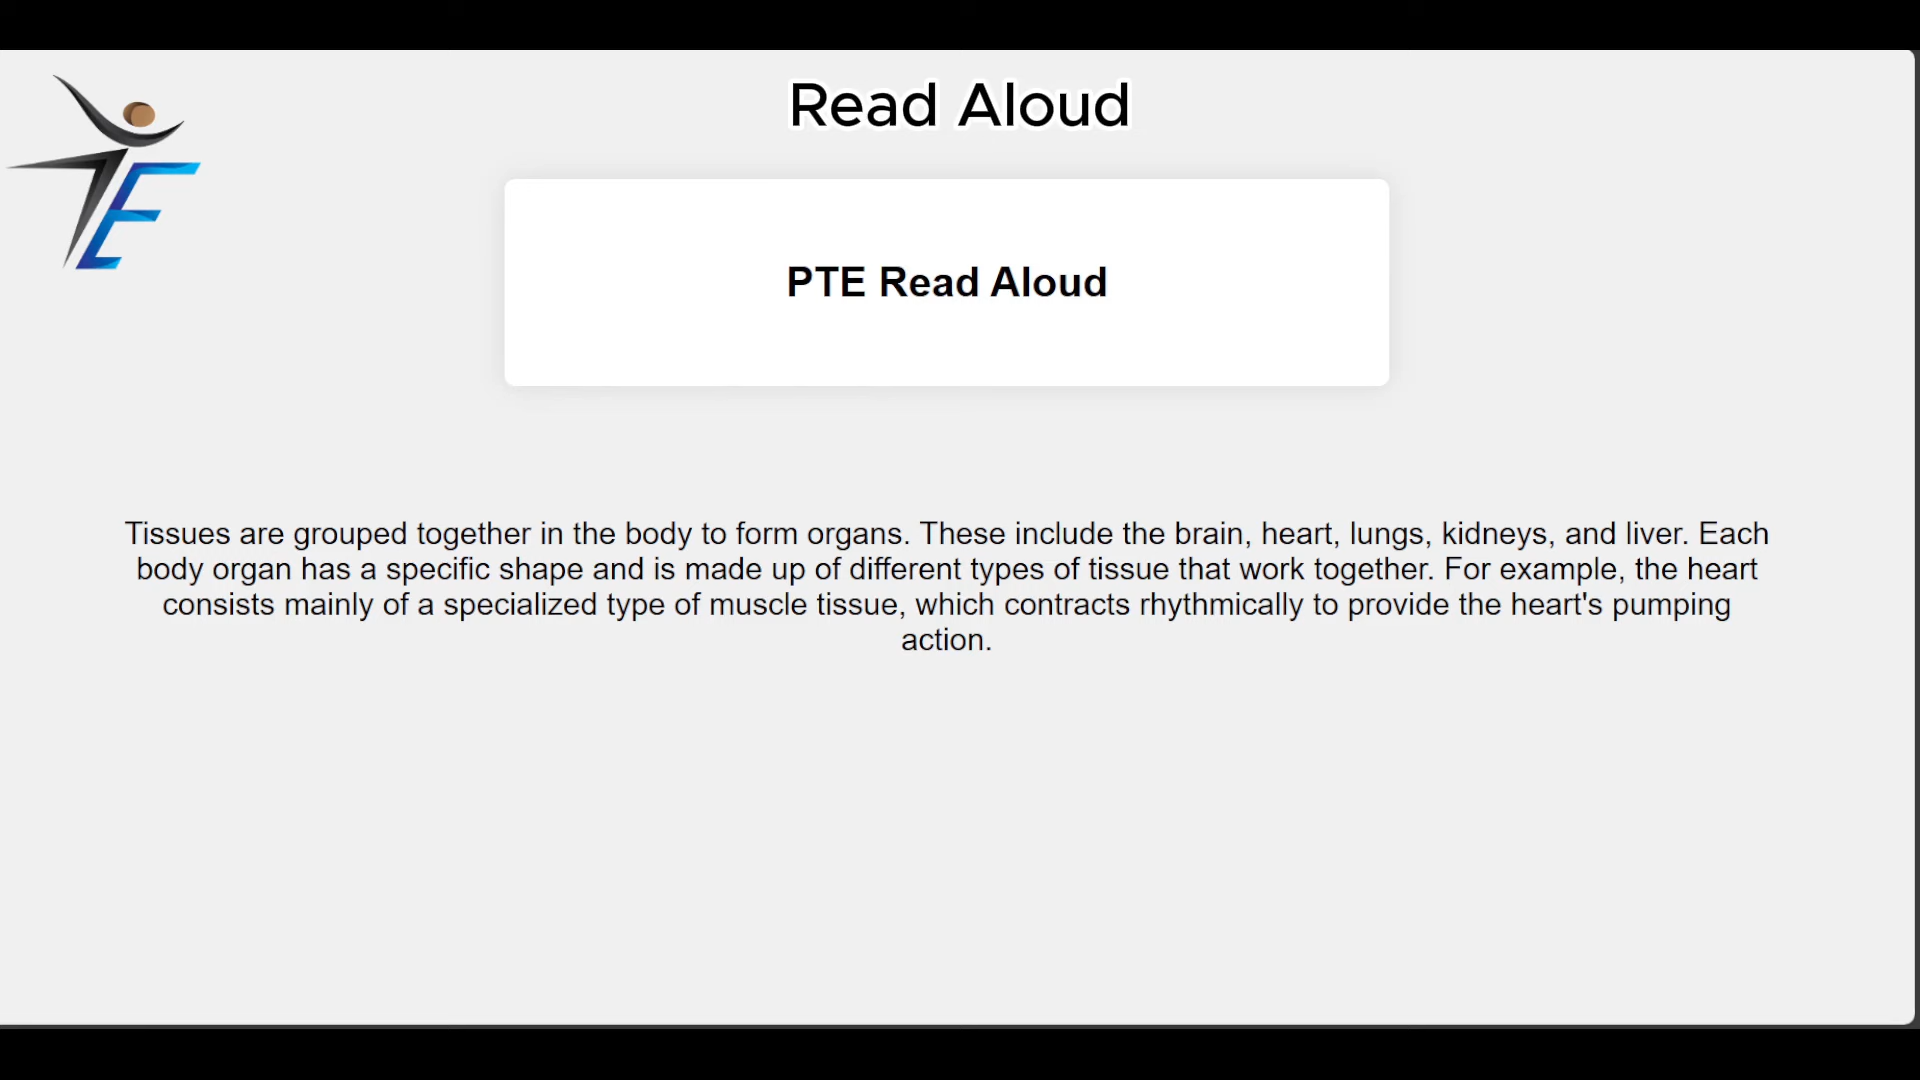 Read Aloud
PTE Read Aloud
Tissues are grouped together in the body to form organs. These include the brain, heart, lungs, kidneys, and liver. Each
body organ has a specific shape and is made up of different types of tissue that work together. For example, the heart
consists mainly of a specialized type of muscle tissue, which contracts rhythmically to provide the heart's pumping
action.